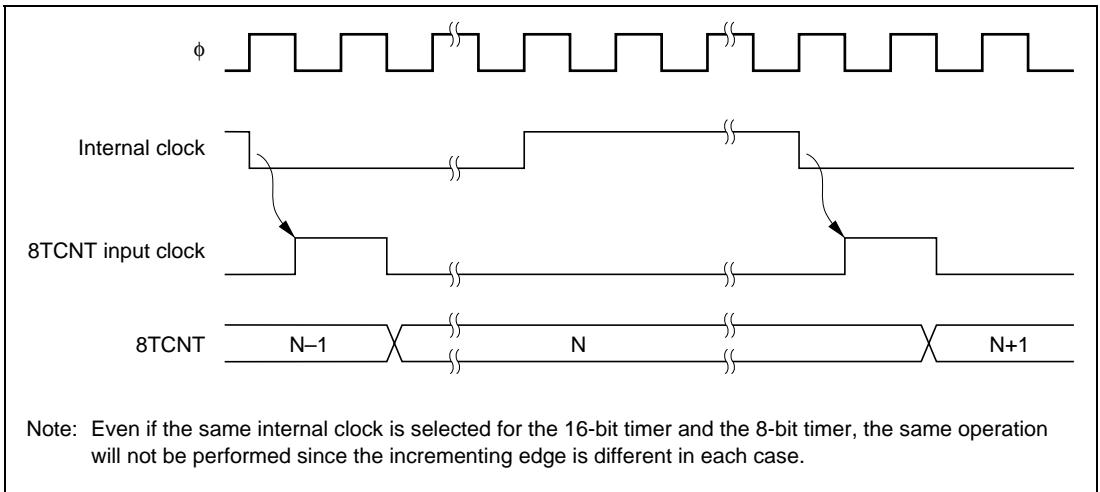 φ
Internal clock
8TCNT input clock
8TCNT
N–1
N
N+1
Note: Even if the same internal clock is selected for the 16-bit timer and the 8-bit timer, the same operation
will not be performed since the incrementing edge is different in each case.